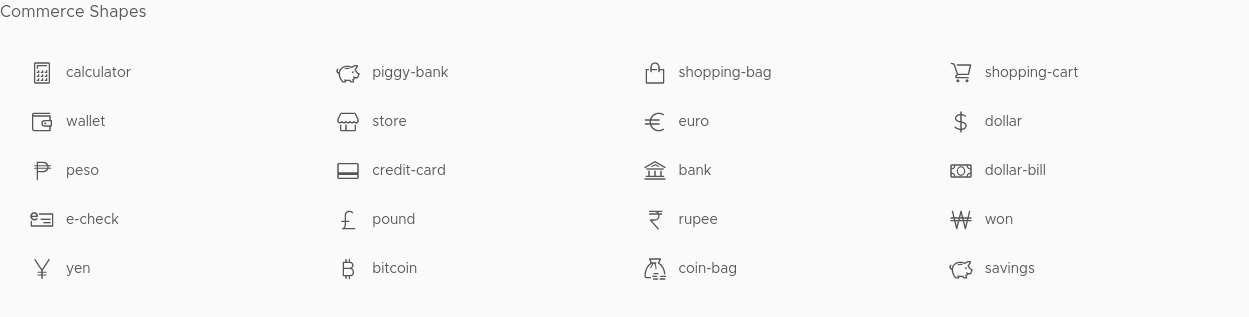 Commerce Shapes
calculator piggy-bank shopping-bag shopping-cart
wallet store euro dollar
peso credit-card bank dollar-bill
e-check pound rupee won
yen bitcoin coin-bag savings